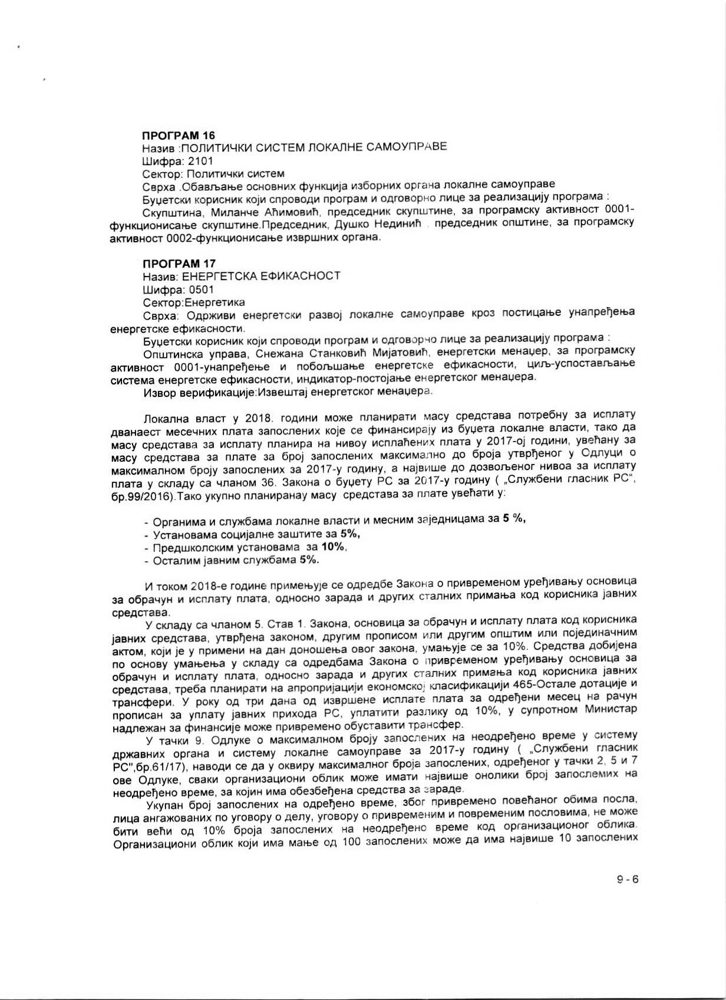 ПРОГРАМ 16
Назив :ПОЛИТИЧКИ СИСТЕМ ЛОКАЛНЕ САМОУПРАВЕ
Шифра: 2101
Сектор: Политички систем
Сврха .Обављање основних функција изборних органа локалне самоуправе
Буџетски корисник који спроводи програм и одговорно лице за реализацију програма :
Скупштина, Миланче Аћимовић, председник скупштине, за програмску активност 0001-
функционисање скупштине.Председник, Душко Нединић . председник општине, за програмску
активност 0002-функционисање извршних органа.
ПРОГРАМ 17
Назив: ЕНЕРГЕТСКА ЕФИКАСНОСТ
Шифра: 0501
Сектор:Енергетика
Сврха: Одрживи енергетски развој локалне самоуправе кроз постицање унапређења
енергетске ефикасности.
Буџетски корисник који спроводи програм и одговорно лице за реализацију програма :
Општинска управа, Снежана Станковић Мијатовић, енергетски менаџер, за програмску
активност 0001-унапређење и побољшање енергетске ефикасности, циљ-успостављање
система енергетске ефикасности, индикатор-постојање енергетског менаџера.
Извор верификације:Извештај енергетског менаџера.
Локална власт у 2018. години може планирати масу средстава потребну за исплату
дванаест месечних плата запослених које се финансирају из буџета локалне власти, тако да
масу средстава за исплату планира на нивоу исплаћених плата у 2017-ој години, увећану за
масу средстава за плате за број запослених максимално до броја утврђеног у Одлуци о
максималном броју запослених за 2017-у годину, а највише до дозвољеног нивоа за исплату
плата у складу са чланом 36. Закона о буџету РС за 2017-у годину ( „Службени гласник РС“,
бр.99/2016).Тако укупно планиранау масу средстава за плате увећати у:
- Органима и службама локалне власти и месним заједницама за 5 %,
- Установама социјалне заштите за 5%,
- Предшколским установама за 10%,
- Осталим јавним службама 5%.
И током 2018-е године примењује се одредбе Закона о привременом уређивању основица
за обрачун и исплату плата, односно зарада и других сталних примања код корисника јавних
средстава.
У складу са чланом 5. Став 1. Закона, основица за обрачун и исплату плата код корисника
јавних средстава, утврђена законом, другим прописом или другим општим или појединачним
актом, који је у примени на дан доношења овог закона, умањује се за 10%. Средства добијена
по основу умањења у складу са одредбама Закона о привременом уређивању основица за
обрачун и исплату плата, односно зарада и других сталних примања код корисника јавних
средстава, треба планирати на апропријацији економској класификацији 465-Остале дотације и
трансфери. У року од три дана од извршене исплате плата за одређени месец на рачун
прописан за уплату јавних прихода РС, уплатити разлику од 10%, у супротном Министар
надлежан за финансије може привремено обуставити трансфер.
У тачки 9. Одлуке о максималном броју запослених на неодређено време у систему
државних органа и систему локалне самоуправе за 2017-у годину ( „Службени гласник
РС",бр.61/17), наводи се да у оквиру максималног броја запослених, одређеног у тачки 2, 5 и 7
ове Одлуке, сваки организациони облик може имати највише онолики број запослемих на
неодређено време, за којин има обезбеђена средства за зараде.
Укупан број запослених на одређено време, због привремено повећаног обима посла,
лица ангажованих по уговору о делу, уговору о привременим и повременим пословима, не може
бити већи од 10% броја запослених на неодређено време код организационог облика.
Организациони облик који има мање од 100 запослених може да има највише 10 запослених
9 - 6